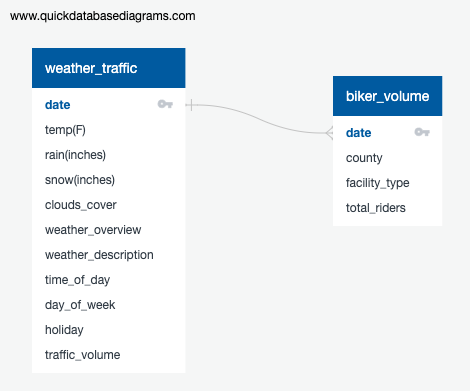 www.quickdatabasediagrams.com
weather_traffic
date
temp(F)
rain(inches)
snow(inches)
clouds_cover
weather_overview
weather_description
time_of_day
day_of_week
holiday
traffic_volume
biker_volume
date
county
facility_type
total_riders